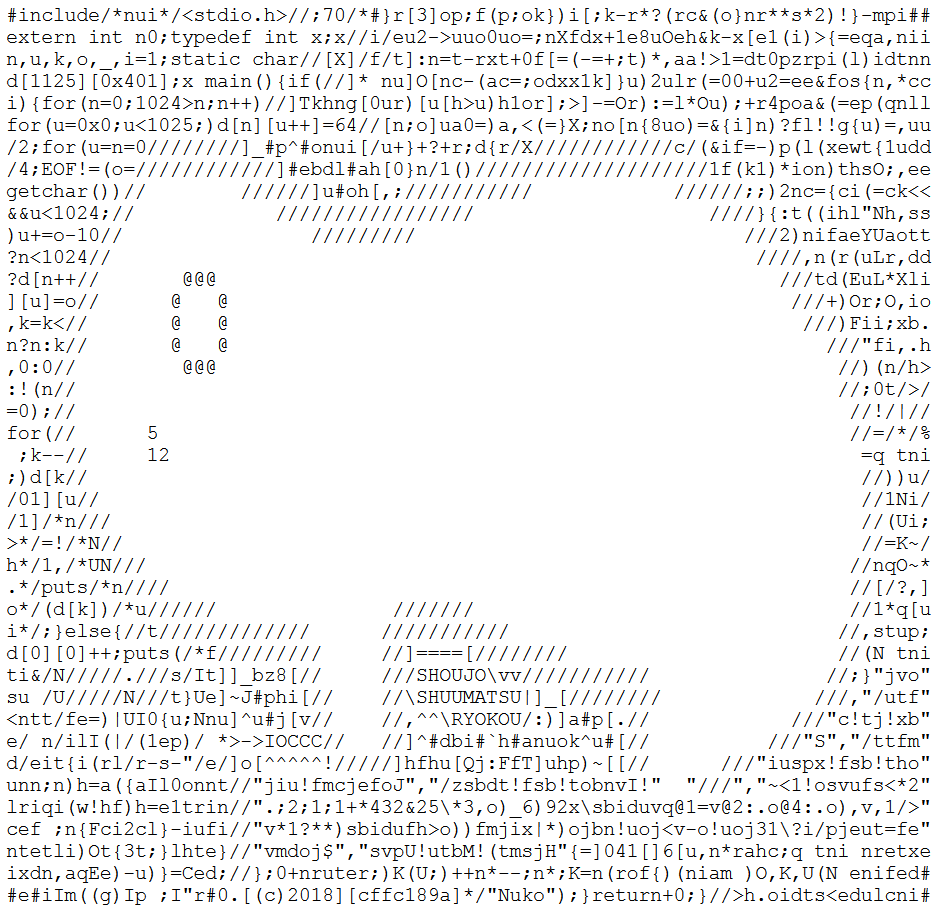 #include/*nui*/<stdio.h>//;70/*#}r[3]op;f(p;ok})i[;k-r*?(rc&(o}nr**s*2)!}-mpi##
extern int n0;typedef int x;x//i/eu2->uuo0uo=;nXfdx+1e8uOeh&k-x[e1(i)>{=eqa,nii
n,u,k,o,_,i=1;static char//[X]/f/t]:n=t-rxt+0f[=(-=+;t)*,aa!>1=dt0pzrpi(l)idtnn
d[1125][0x401];x main(){if(//]* nu]O[nc-(ac=;odxx1k]}u)2ulr(=00+u2=ee&fos{n,*cc
i){for(n=0;1024>n;n++)//]Tkhng[0ur)[u[h>u)h1or];>]-=Or):=l*Ou);+r4poa&(=ep(qnll
for(u=0x0;u<1025;)d[n][u++]=64//[n;o]ua0=)a,<(=}X;no[n{8uo)=&{i]n)?fl!!g{u)=,uu
/2;for(u=n=0////////]_#p^#onui[/u+}+?+r;d{r/X////////////c/(&if=-)p(l(xewt{1udd
/4;EOF!=(o=////////////]#ebdl#ah[0}n/l()////////////////////1f(k1)*ion)thsO;,ee
getchar())// //////]u#oh[,;/////////// //////;;)2nc={ci(=ck<<
&&u<1024;// ///////////////// ////}{:t((ihl"Nh,ss
)u+=o-10// ///////// ///2)nifaeYUaott
?n<1024// ////,n(r(uLr,dd
?d[n++// @@@ ///td(EuL*Xli
][u]=o// @ @ ///+)Or;O,io
,k=k<// @ @ ///)Fii;xb.
n?n:k// @ @ ///"fi,.h
,0:0// @@@ //)(n/h>
:!(n// //;0t/>/
=0);// //!/|//
for(// 5 //=/*/%
;k--// 12 =q tni
;)d[k// //))u/
/01][u// //1Ni/
/1]/*n/// //(Ui;
>*/=!/*N// //=K~/
h*/1,/*UN/// //nqO~*
.*/puts/*n//// //[/?,]
o*/(d[k])/*u////// /////// //1*q[u
i*/;}else{//t///////////// /////////// //,stup;
d[0][0]++;puts(/*f///////// //]====[//////// //(N tni
ti&/N/////.///s/It]]_bz8[// ///SHOUJO\vv/////////// //;}"jvo"
su /U/////N///t}Ue]~J#phi[// //\SHUUMATSU|]_[//////// ///,"/utf"
<ntt/fe=)|UI0{u;Nnu]^u#j[v// //,^^\RYOKOU/:)]a#p[.// ///"c!tj!xb"
e/ n/ilI(|/(1ep)/ *>->IOCCC// //]^#dbi#`h#anuok^u#[// ///"S","/ttfm"
d/eit{i(rl/r-s-"/e/]o[^^^^^!/////]hfhu[Qj:FfT]uhp)~[[// ///"iuspx!fsb!tho"
unn;n)h=a({aIl0onnt//"jiu!fmcjefoJ","/zsbdt!fsb!tobnvI!" "///","~<1!osvufs<*2"
lriqi(w!hf)h=e1trin//".;2;1;1+*432&25\*3,o)_6)92x\sbiduvq@1=v@2:.o@4:.o),v,1/>"
cef ;n{Fci2cl}-iufi//"v*1?**)sbidufh>o))fmjix|*)ojbn!uoj<v-o!uoj31\?i/pjeut=fe"
ntetli)Ot{3t;}lhte}//"vmdoj$","svpU!utbM!(tmsjH"{=]041[]6[u,n*rahc;q tni nretxe
ixdn,aqEe)-u)}=Ced;//};0+nruter;)K(U;)++n*--;n*;K=n(rof{)(niam )O,K,U(N enifed##
#e#iIm((g)Ip ;I"r#0.[(c)2018][cffc189a]*/"Nuko");}return+0;}//>h.oidts<edulcni#